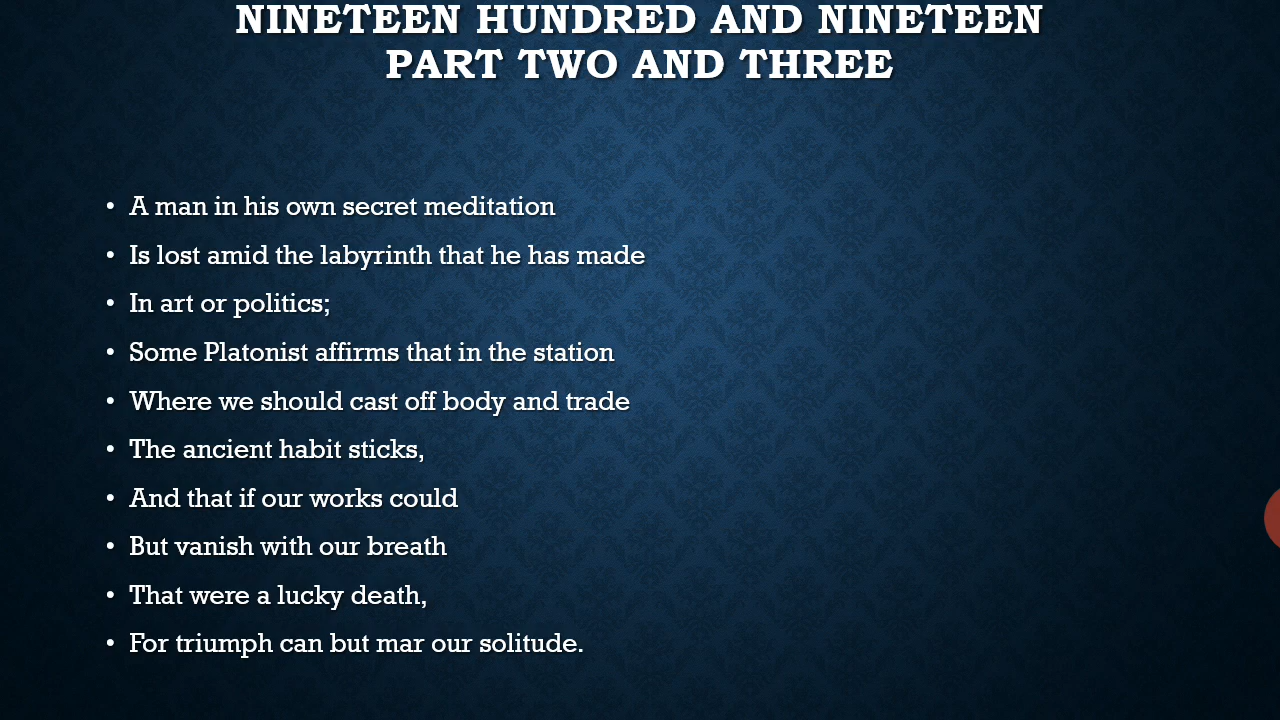 NINETEEN HUNDRED AND NINETEEN
PART TWO AND THREE
• A man in his own secret meditation
• Is lost amid the labyrinth that he has made
• In art or politics;
• Some Platonist affirms that in the station
• Where we should cast off body and trade
• The ancient habit sticks,
• And that if our works could
• But vanish with our breath
• That were a lucky death,
• For triumph can but mar our solitude.